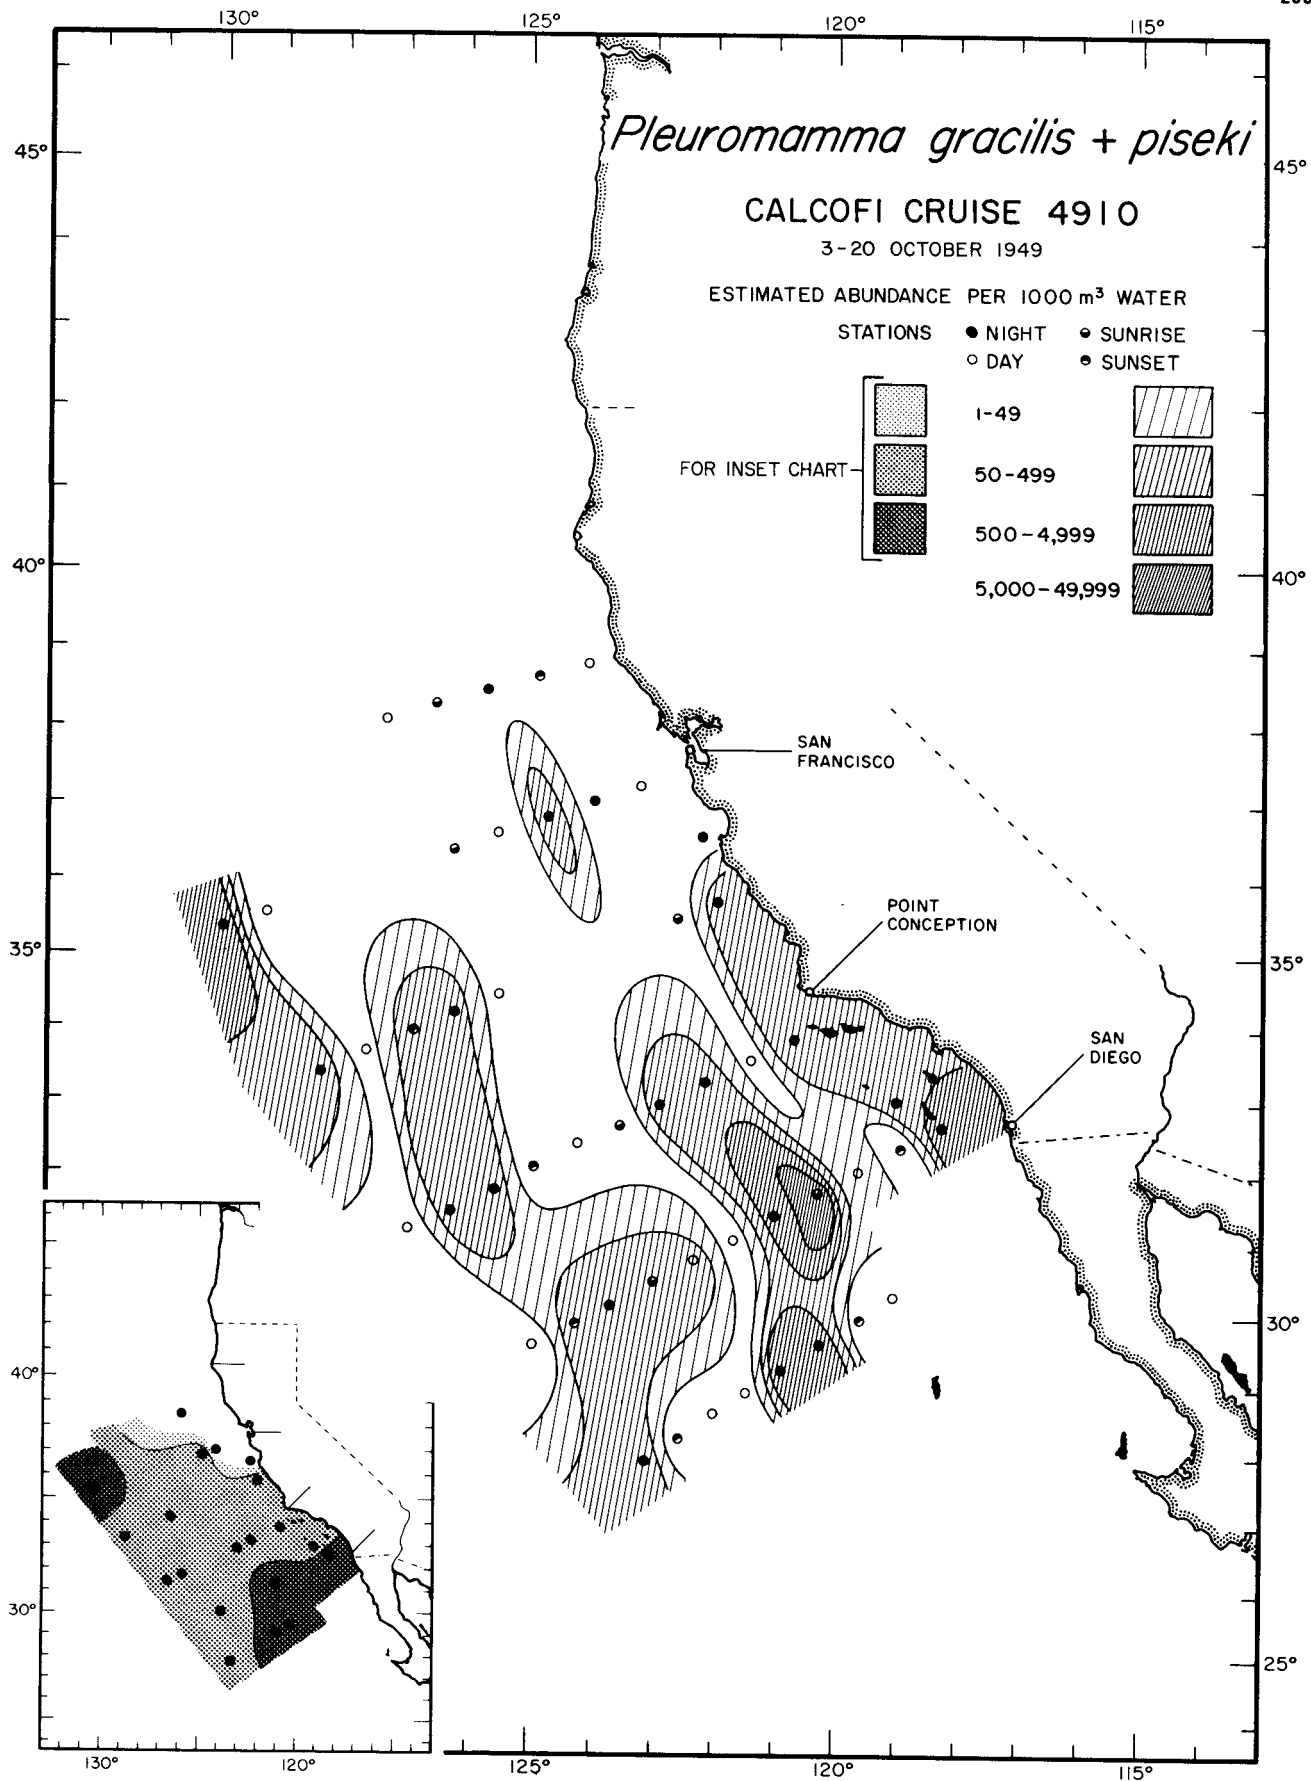 130° 125° 120° 115°
Pleuromamma gracilis + piseki
45° 45°
CALCOFI CRUISE 4910
3-20 OCTOBER 1949
ESTIMATED ABUNDANCE PER 1000 m³ WATER
STATIONS ● NIGHT ◒ SUNRISE
○ DAY ◓ SUNSET
1-49
FOR INSET CHART 50-499
500-4,999
40° 40°
5,000-49,999
SAN
FRANCISCO
POINT
CONCEPTION
35° 35°
SAN
DIEGO
30°
40°
30°
25°
130° 120° 125° 120° 115°